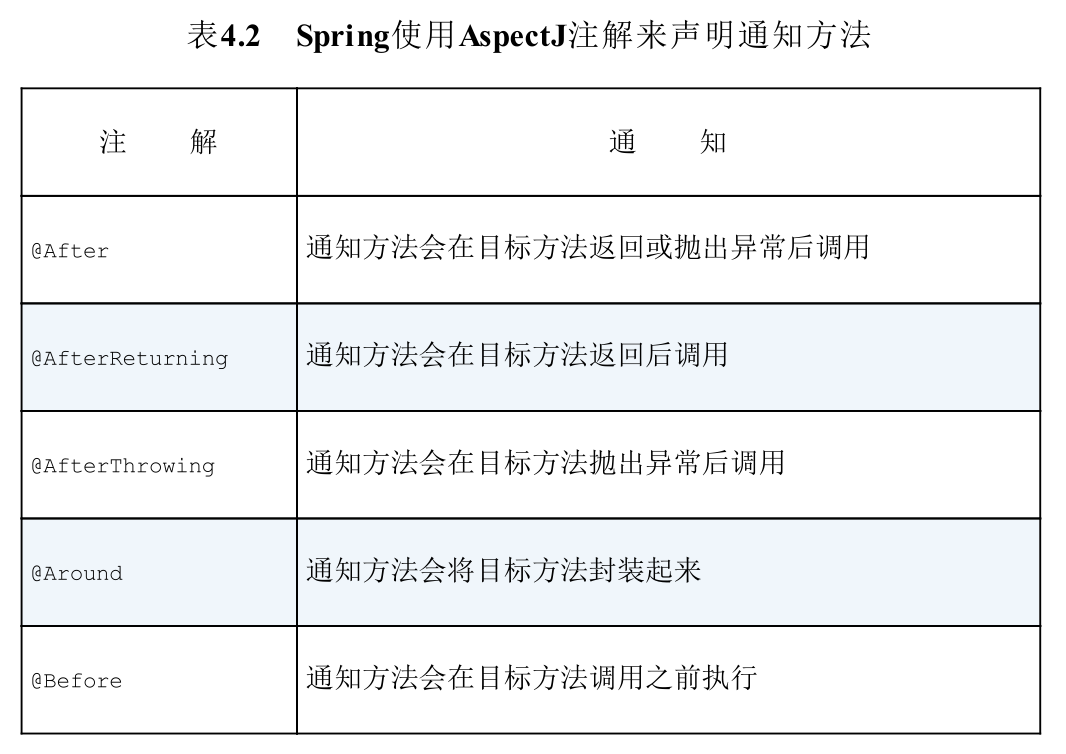 表4.2 Spring使用AspectJ注解来声明通知方法
注 解 通 知
@After 通知方法会在目标方法返回或抛出异常后调用
@AfterReturning 通知方法会在目标方法返回后调用
@AfterThrowing 通知方法会在目标方法抛出异常后调用
@Around 通知方法会将目标方法封装起来
@Before 通知方法会在目标方法调用之前执行